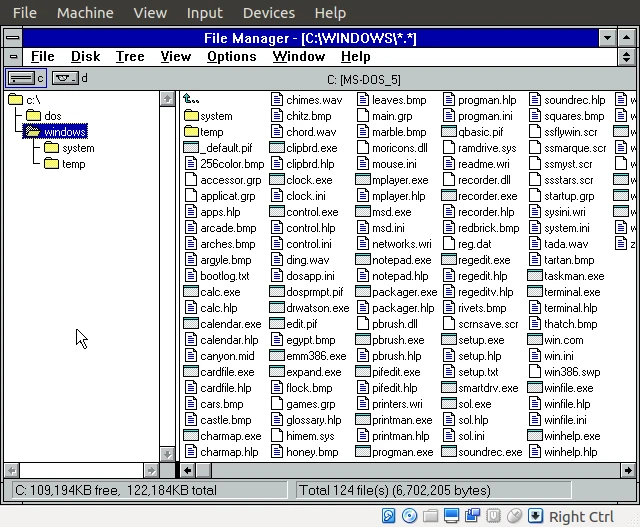 File Machine View Input Devices Help
File Manager - [C:\WINDOWS\*.*]
File Disk Tree View Options Window Help
c d C: [MS-DOS_5]
c:\
dos
windows
system
temp
system
temp
_default.pif
256color.bmp
accessor.grp
applicat.grp
apps.hlp
arcade.bmp
arches.bmp
argyle.bmp
bootlog.txt
calc.exe
calc.hlp
calendar.exe
calendar.hlp
canyon.mid
cardfile.exe
cardfile.hlp
cars.bmp
castle.bmp
charmap.exe
charmap.hlp
chimes.wav
chitz.bmp
chord.wav
clipbrd.exe
clipbrd.hlp
clock.exe
clock.ini
control.exe
control.hlp
control.ini
ding.wav
dosapp.ini
dosprmpt.pif
drwatson.exe
edit.pif
egypt.bmp
emm386.exe
expand.exe
flock.bmp
games.grp
glossary.hlp
himem.sys
honey.bmp
leaves.bmp
main.grp
marble.bmp
moricons.dll
mouse.ini
mplayer.exe
mplayer.hlp
msd.exe
msd.ini
networks.wri
notepad.exe
notepad.hlp
packager.exe
packager.hlp
pbrush.dll
pbrush.exe
pbrush.hlp
pifedit.exe
pifedit.hlp
printers.wri
printman.exe
printman.hlp
progman.exe
progman.hlp
progman.ini
qbasic.pif
ramdrive.sys
readme.wri
recorder.dll
recorder.exe
recorder.hlp
redbrick.bmp
reg.dat
regedit.exe
regedit.hlp
regeditv.hlp
rivets.bmp
scrnsave.scr
setup.exe
setup.hlp
setup.txt
smartdrv.exe
sol.exe
sol.hlp
sol.ini
soundrec.exe
soundrec.hlp
squares.bmp
ssflywin.scr
ssmarque.scr
ssmyst.scr
ssstars.scr
startup.grp
sysini.wri
system.ini
tada.wav
tartan.bmp
taskman.exe
terminal.exe
terminal.hlp
thatch.bmp
win.com
win.ini
win386.swp
winfile.exe
winfile.hlp
winfile.ini
winhelp.exe
winhelp.hlp
C: 109,194KB free, 122,184KB total
Total 124 file(s) (6,702,205 bytes)
Right Ctrl